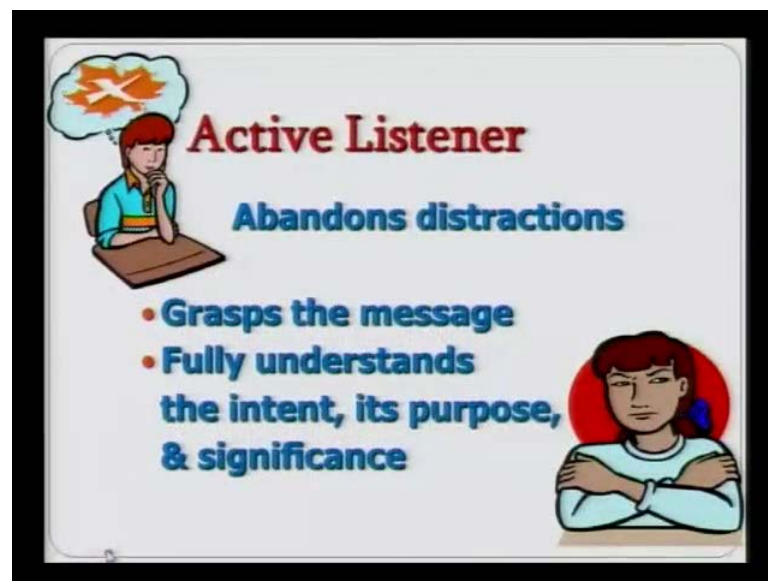 Active Listener
Abandons distractions
• Grasps the message
• Fully understands
the intent, its purpose,
& significance